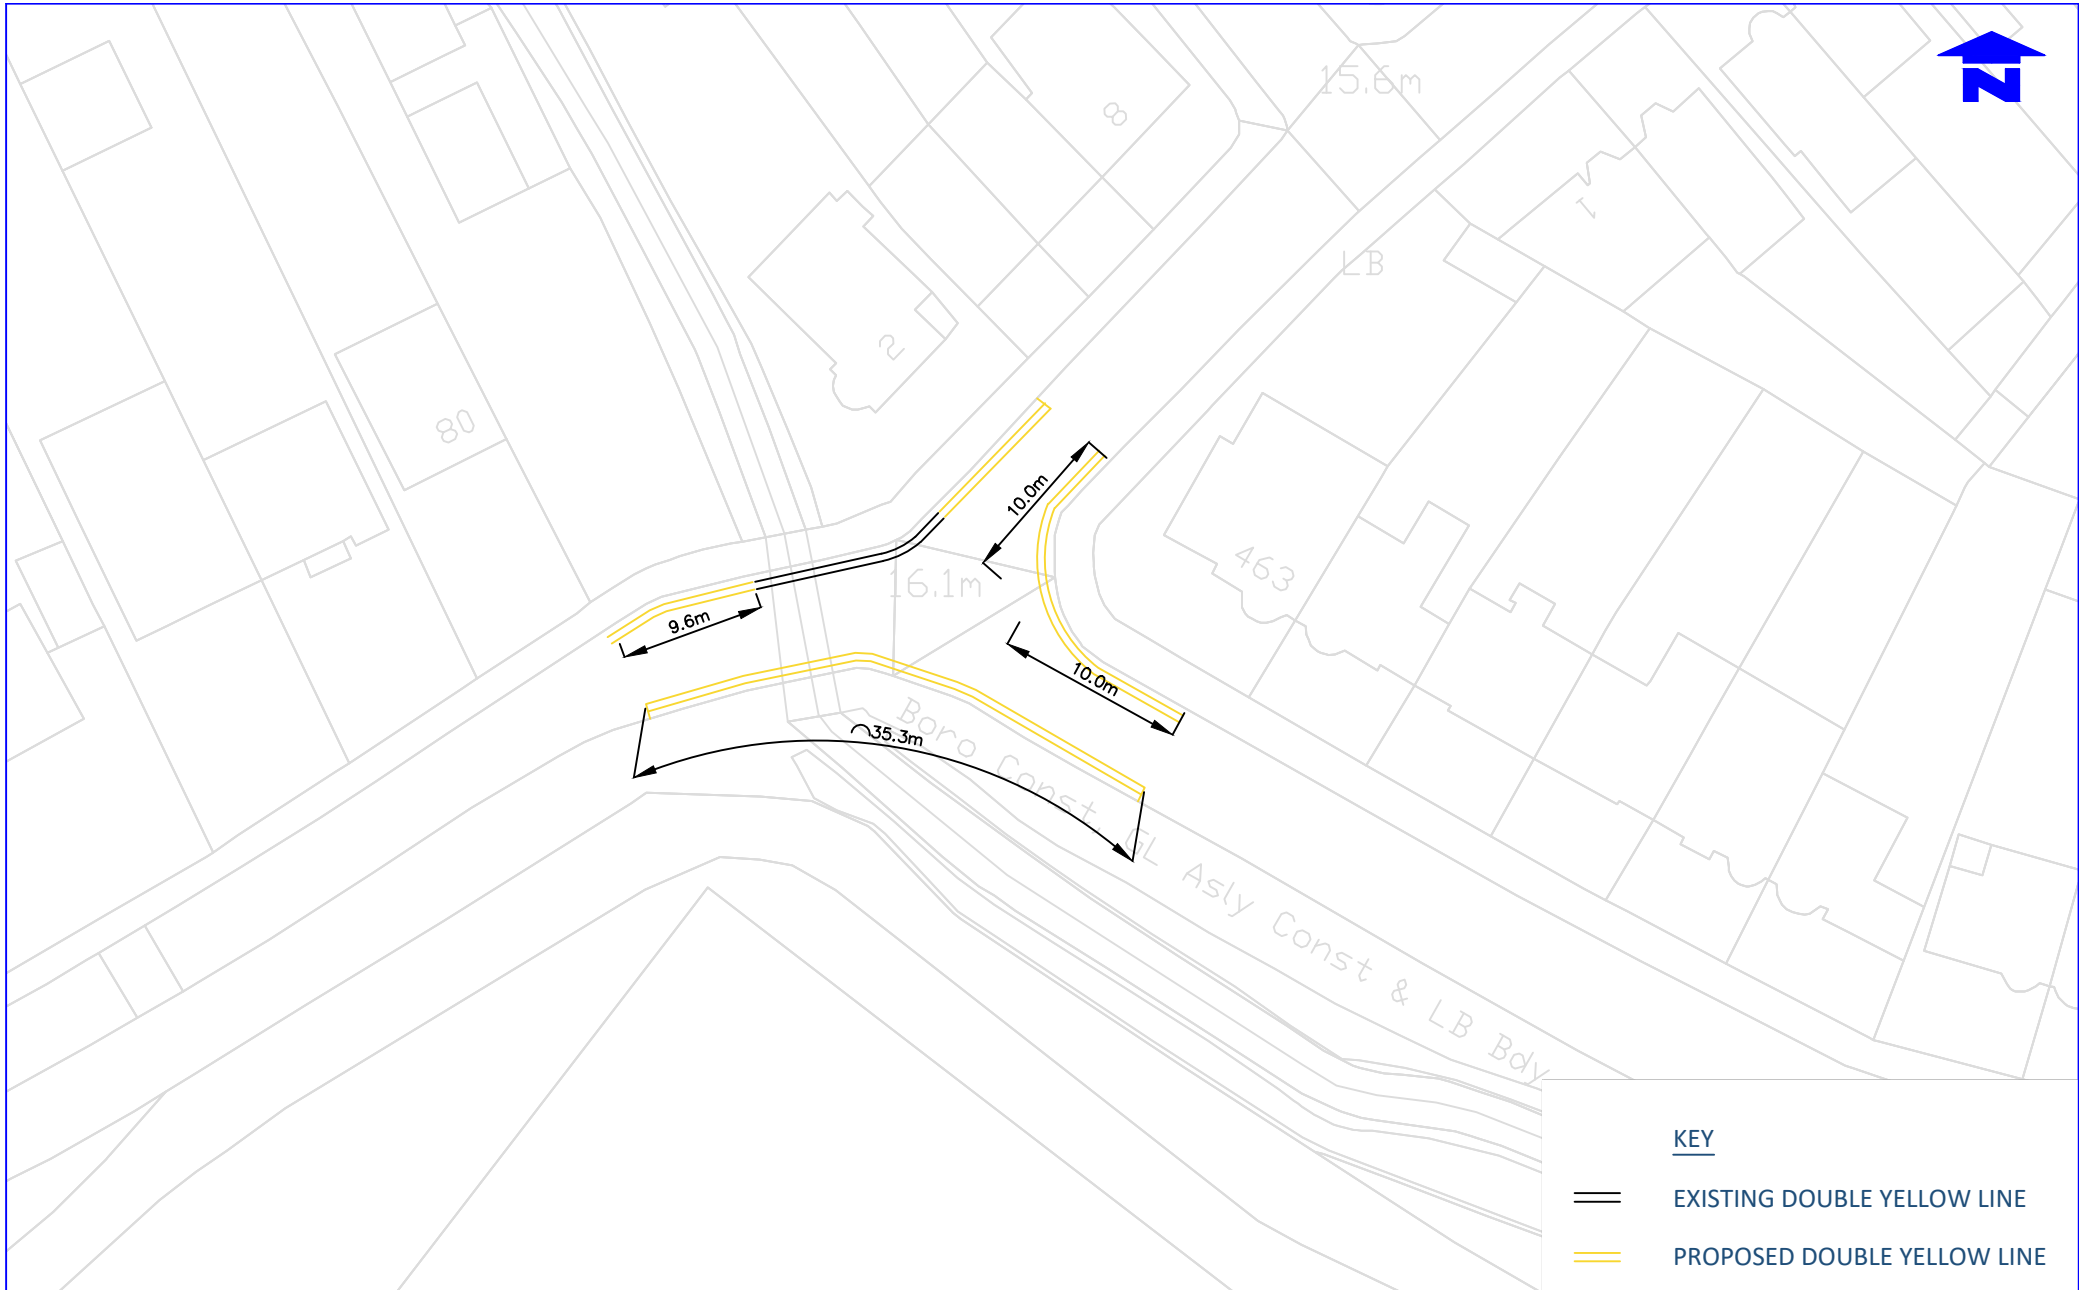 15.6m
N
8
1
LB
2
80
10.0m
463
16.1m
9.6m
10.0m
35.3m
Boro Const GL Asly Const & LB Bdy
KEY
EXISTING DOUBLE YELLOW LINE
PROPOSED DOUBLE YELLOW LINE